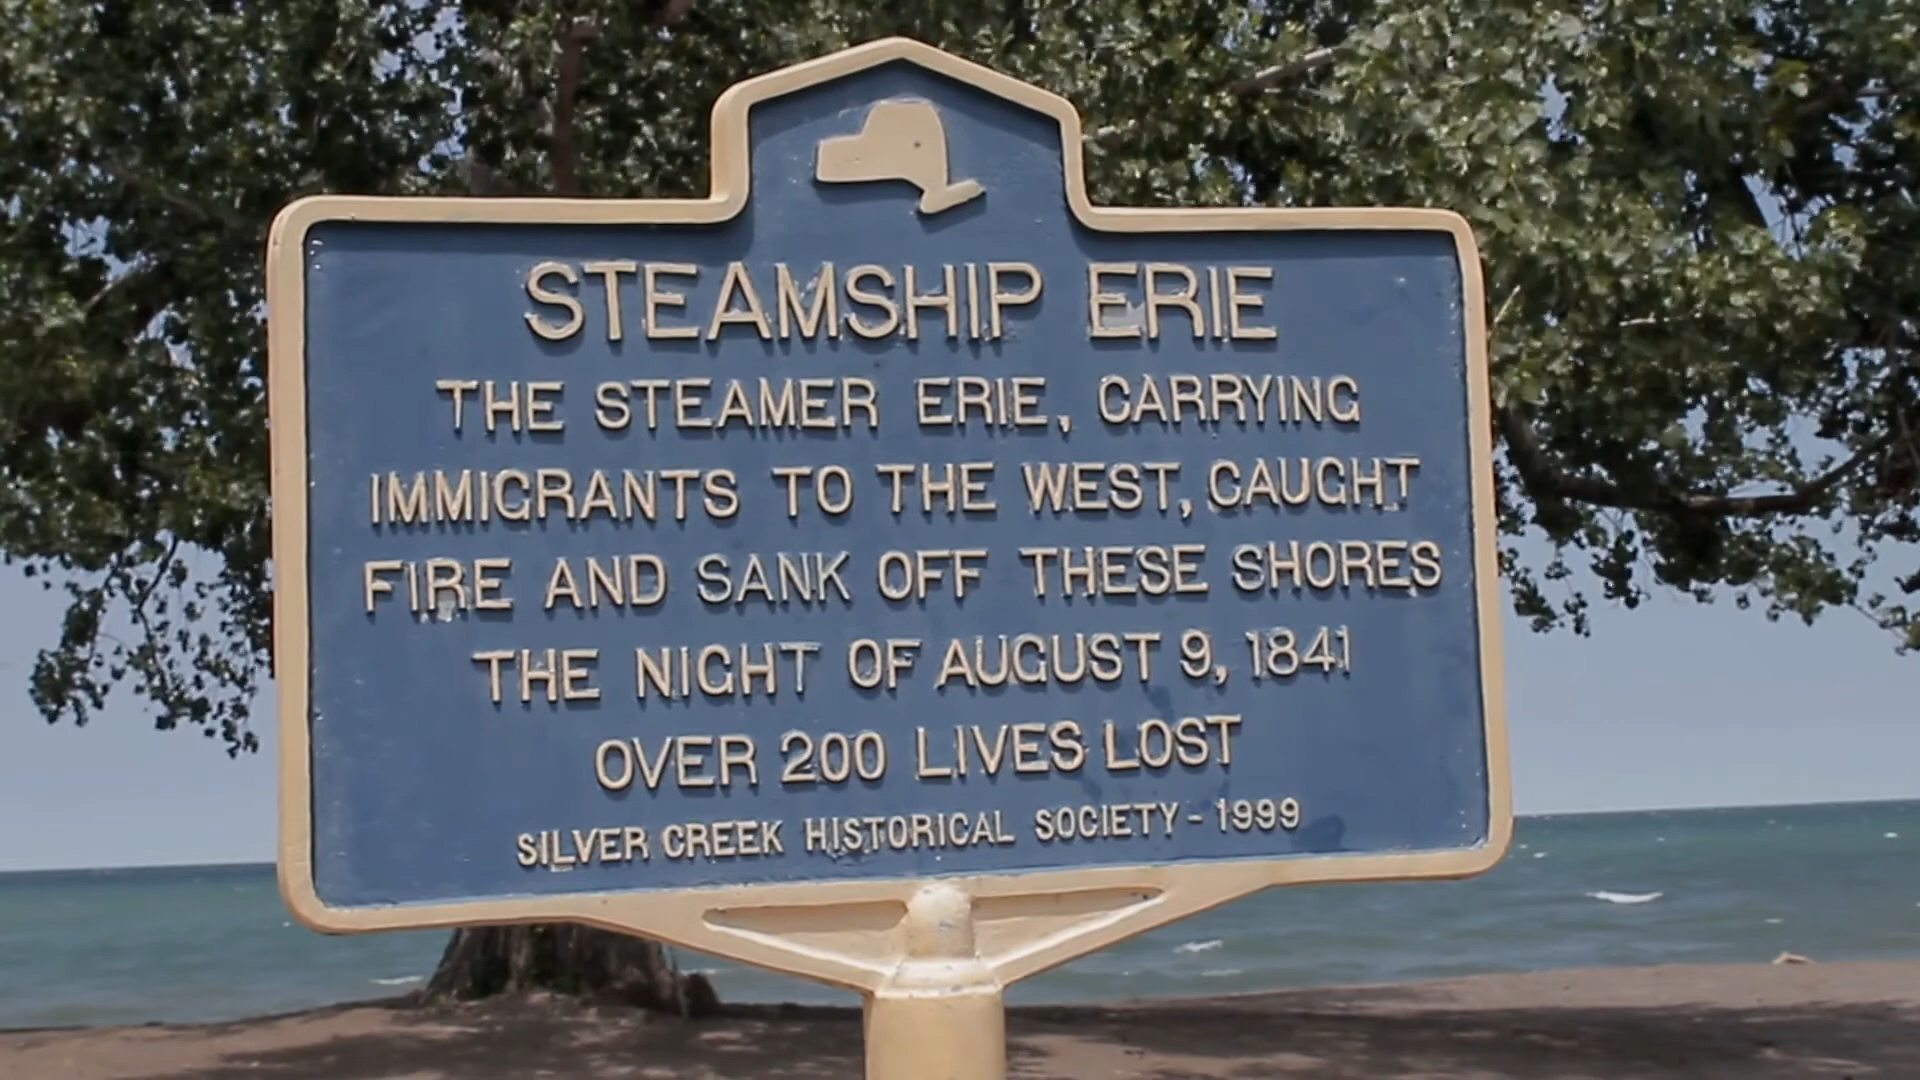 STEAMSHIP ERIE
THE STEAMER ERIE, CARRYING
IMMIGRANTS TO THE WEST, CAUGHT
FIRE AND SANK OFF THESE SHORES
THE NIGHT OF AUGUST 9, 1841
OVER 200 LIVES LOST
SILVER CREEK HISTORICAL SOCIETY - 1999